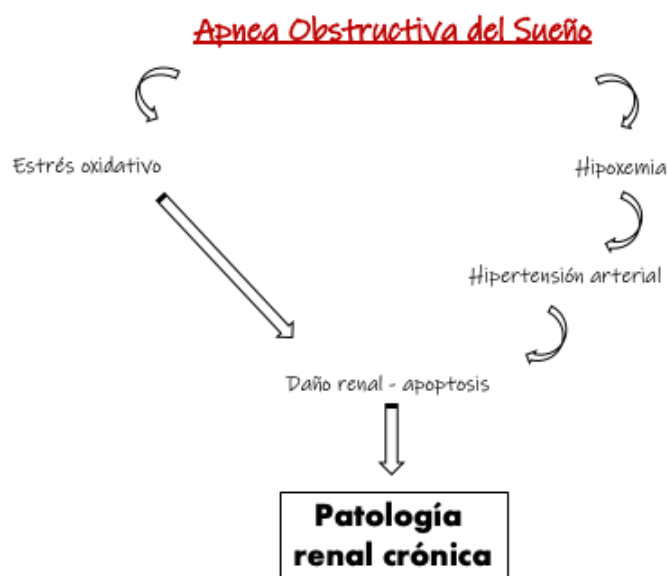 Apnea Obstructiva del Sueño
Estrés oxidativo
Hipoxemia
Hipertensión arterial
Daño renal - apoptosis
Patología
renal crónica